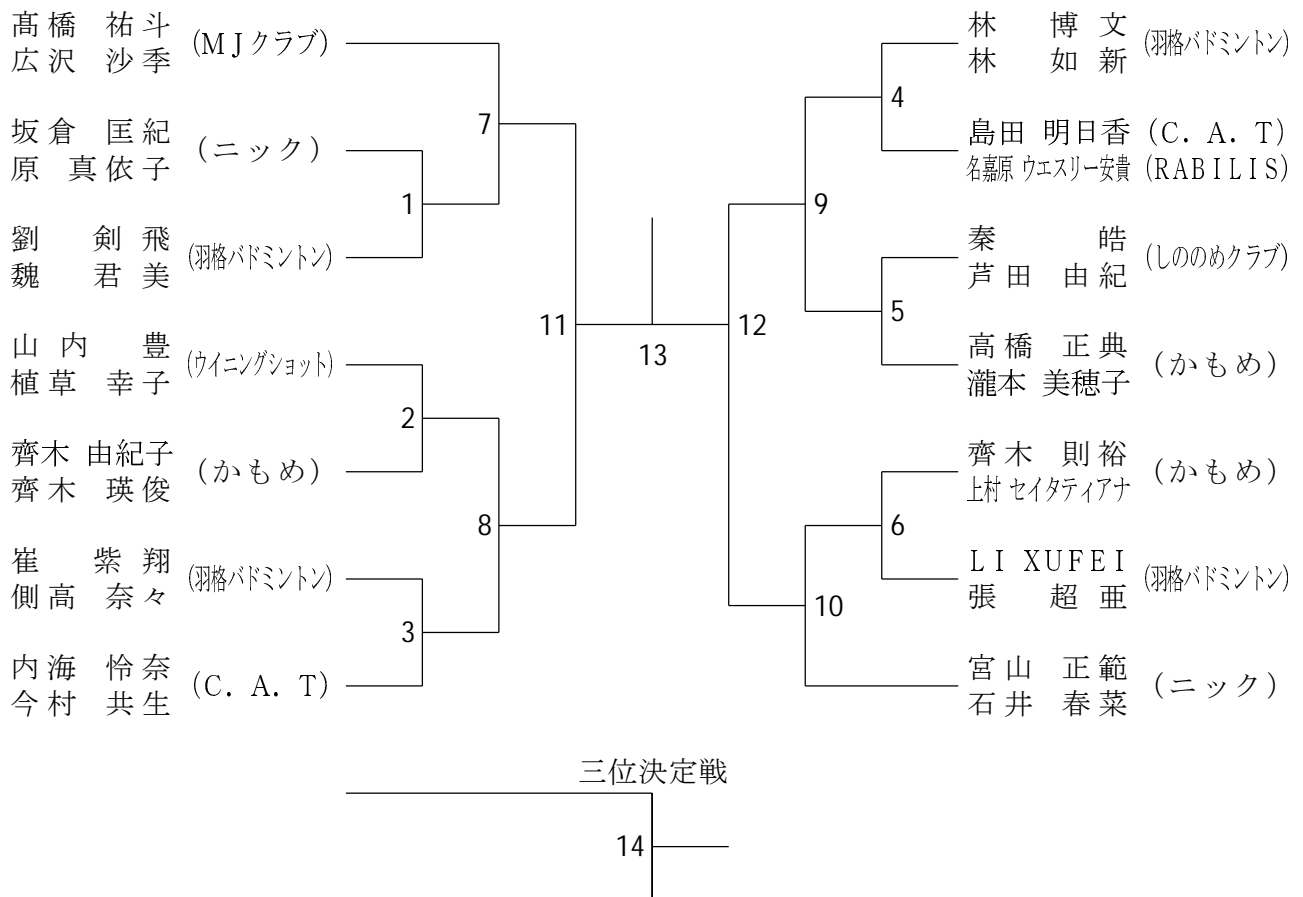 髙橋 祐斗
広沢 沙季
(MJクラブ)
7
坂倉 匡紀
原 真依子
(ニック)
1
劉 剣飛
魏 君美
(羽格バドミントン)
11
山内 豊
植草 幸子
(ウイニングショット)
2
齊木 由紀子
齊木 瑛俊
(かもめ)
8
崔 紫翔
側高 奈々
(羽格バドミントン)
3
内海 怜奈
今村 共生
(C. A. T)
13
林 博文
林 如新
(羽格バドミントン)
4
島田 明日香 (C. A. T)
名嘉原 ウエスリー安貴 (RABILIS)
9
秦 皓
芦田 由紀
(しののめクラブ)
5
12
高橋 正典
瀧本 美穂子
(かもめ)
齊木 則裕
上村 セイタティアナ
(かもめ)
6
LI XUFEI
張 超亜
(羽格バドミントン)
10
宮山 正範
石井 春菜
(ニック)
三位決定戦
14